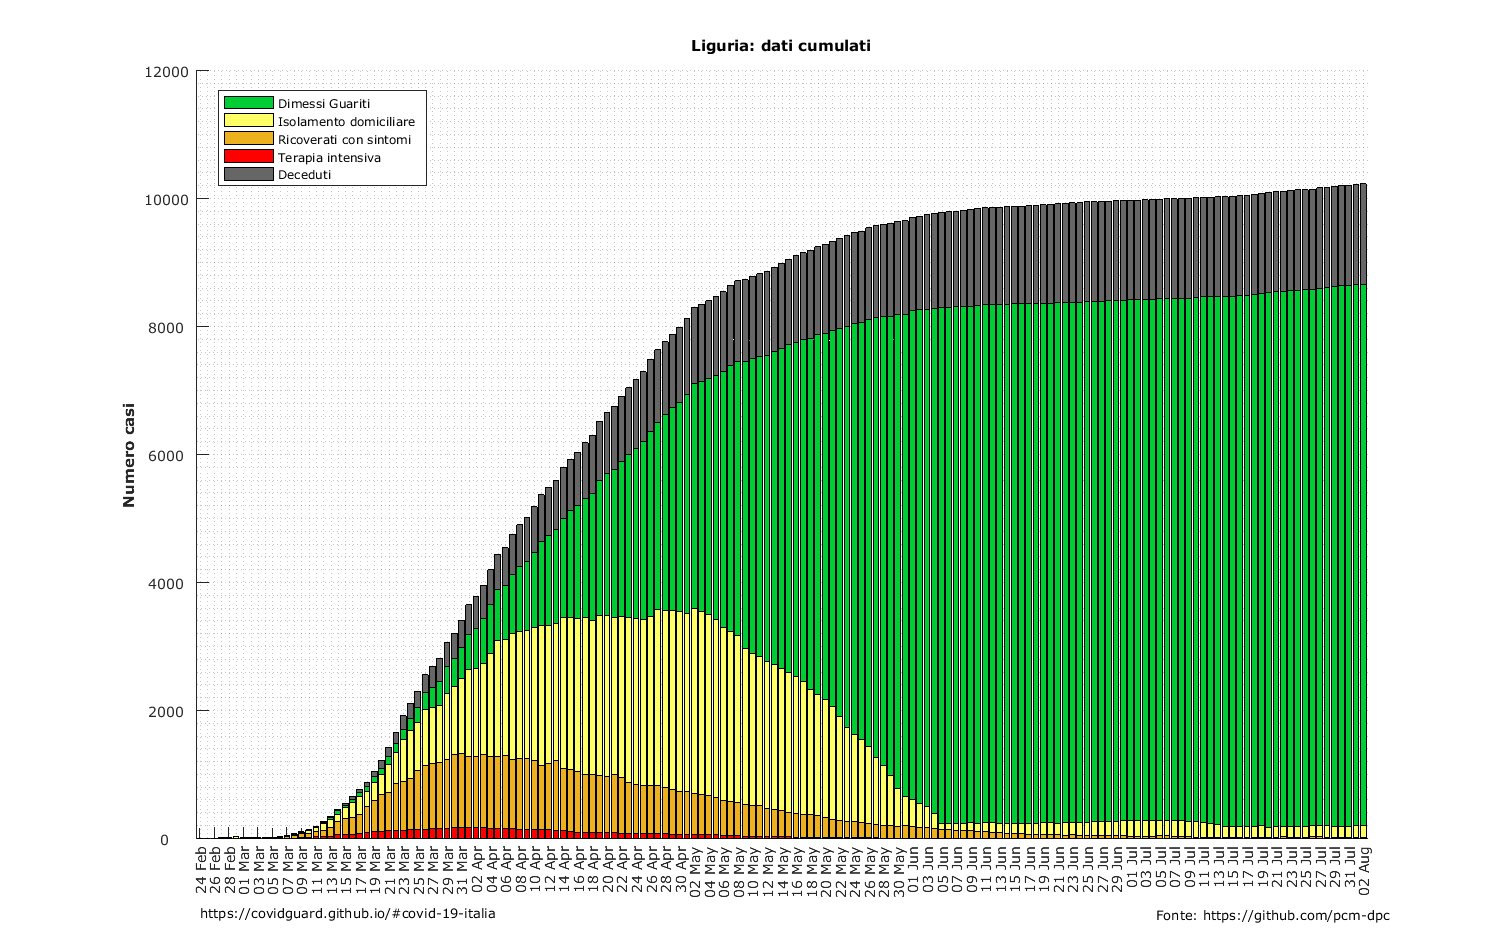 Liguria: dati cumulati
12000
10000
8000
6000
4000
2000
0
Numero casi
Dimessi Guariti
Isolamento domiciliare
Ricoverati con sintomi
Terapia intensiva
Deceduti
24 Feb
26 Feb
28 Feb
01 Mar
03 Mar
05 Mar
07 Mar
09 Mar
11 Mar
13 Mar
15 Mar
17 Mar
19 Mar
21 Mar
23 Mar
25 Mar
27 Mar
29 Mar
31 Mar
02 Apr
04 Apr
06 Apr
08 Apr
10 Apr
12 Apr
14 Apr
16 Apr
18 Apr
20 Apr
22 Apr
24 Apr
26 Apr
28 Apr
30 Apr
02 May
04 May
06 May
08 May
10 May
12 May
14 May
16 May
18 May
20 May
22 May
24 May
26 May
28 May
30 May
01 Jun
03 Jun
05 Jun
07 Jun
09 Jun
11 Jun
13 Jun
15 Jun
17 Jun
19 Jun
21 Jun
23 Jun
25 Jun
27 Jun
29 Jun
01 Jul
03 Jul
05 Jul
07 Jul
09 Jul
11 Jul
13 Jul
15 Jul
17 Jul
19 Jul
21 Jul
23 Jul
25 Jul
27 Jul
29 Jul
31 Jul
02 Aug
https://covidguard.github.io/#covid-19-italia
Fonte: https://github.com/pcm-dpc